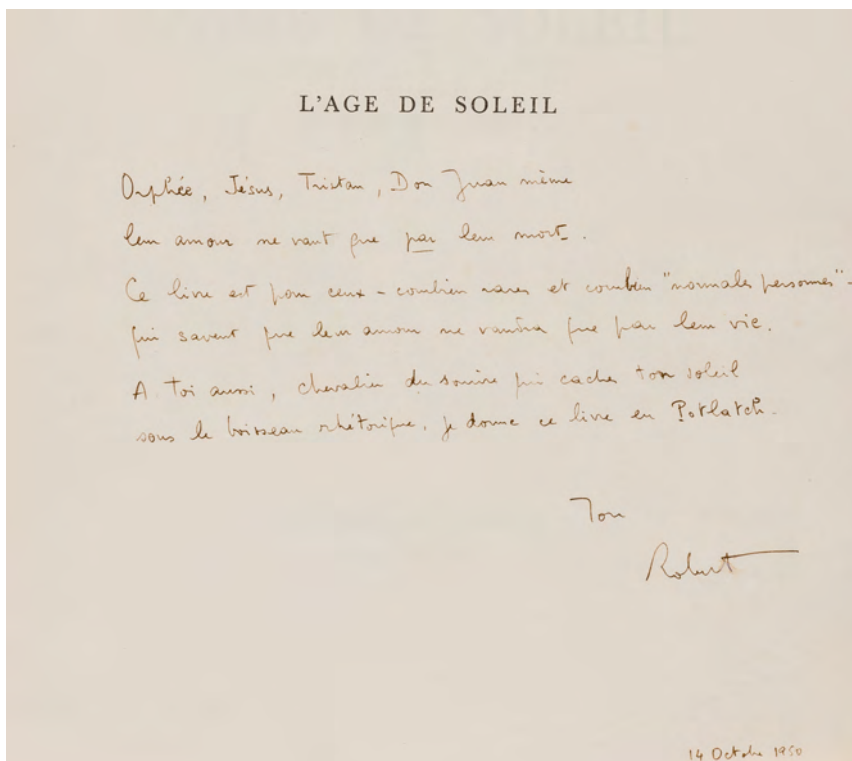 L'AGE DE SOLEIL
Orphée, Jésus, Tristan, Don Juan même
leur amour ne vaut que par leur mort.
Ce livre est pour ceux - combien rares et combien "normales personnes" -
qui savent que leur amour ne vaudra que par leur vie.
A toi aussi, chevalier du sourire qui caches ton soleil
sous le boisseau rhétorique, je donne ce livre en Potlatch.
Ton
Robert
14 Octobre 1950